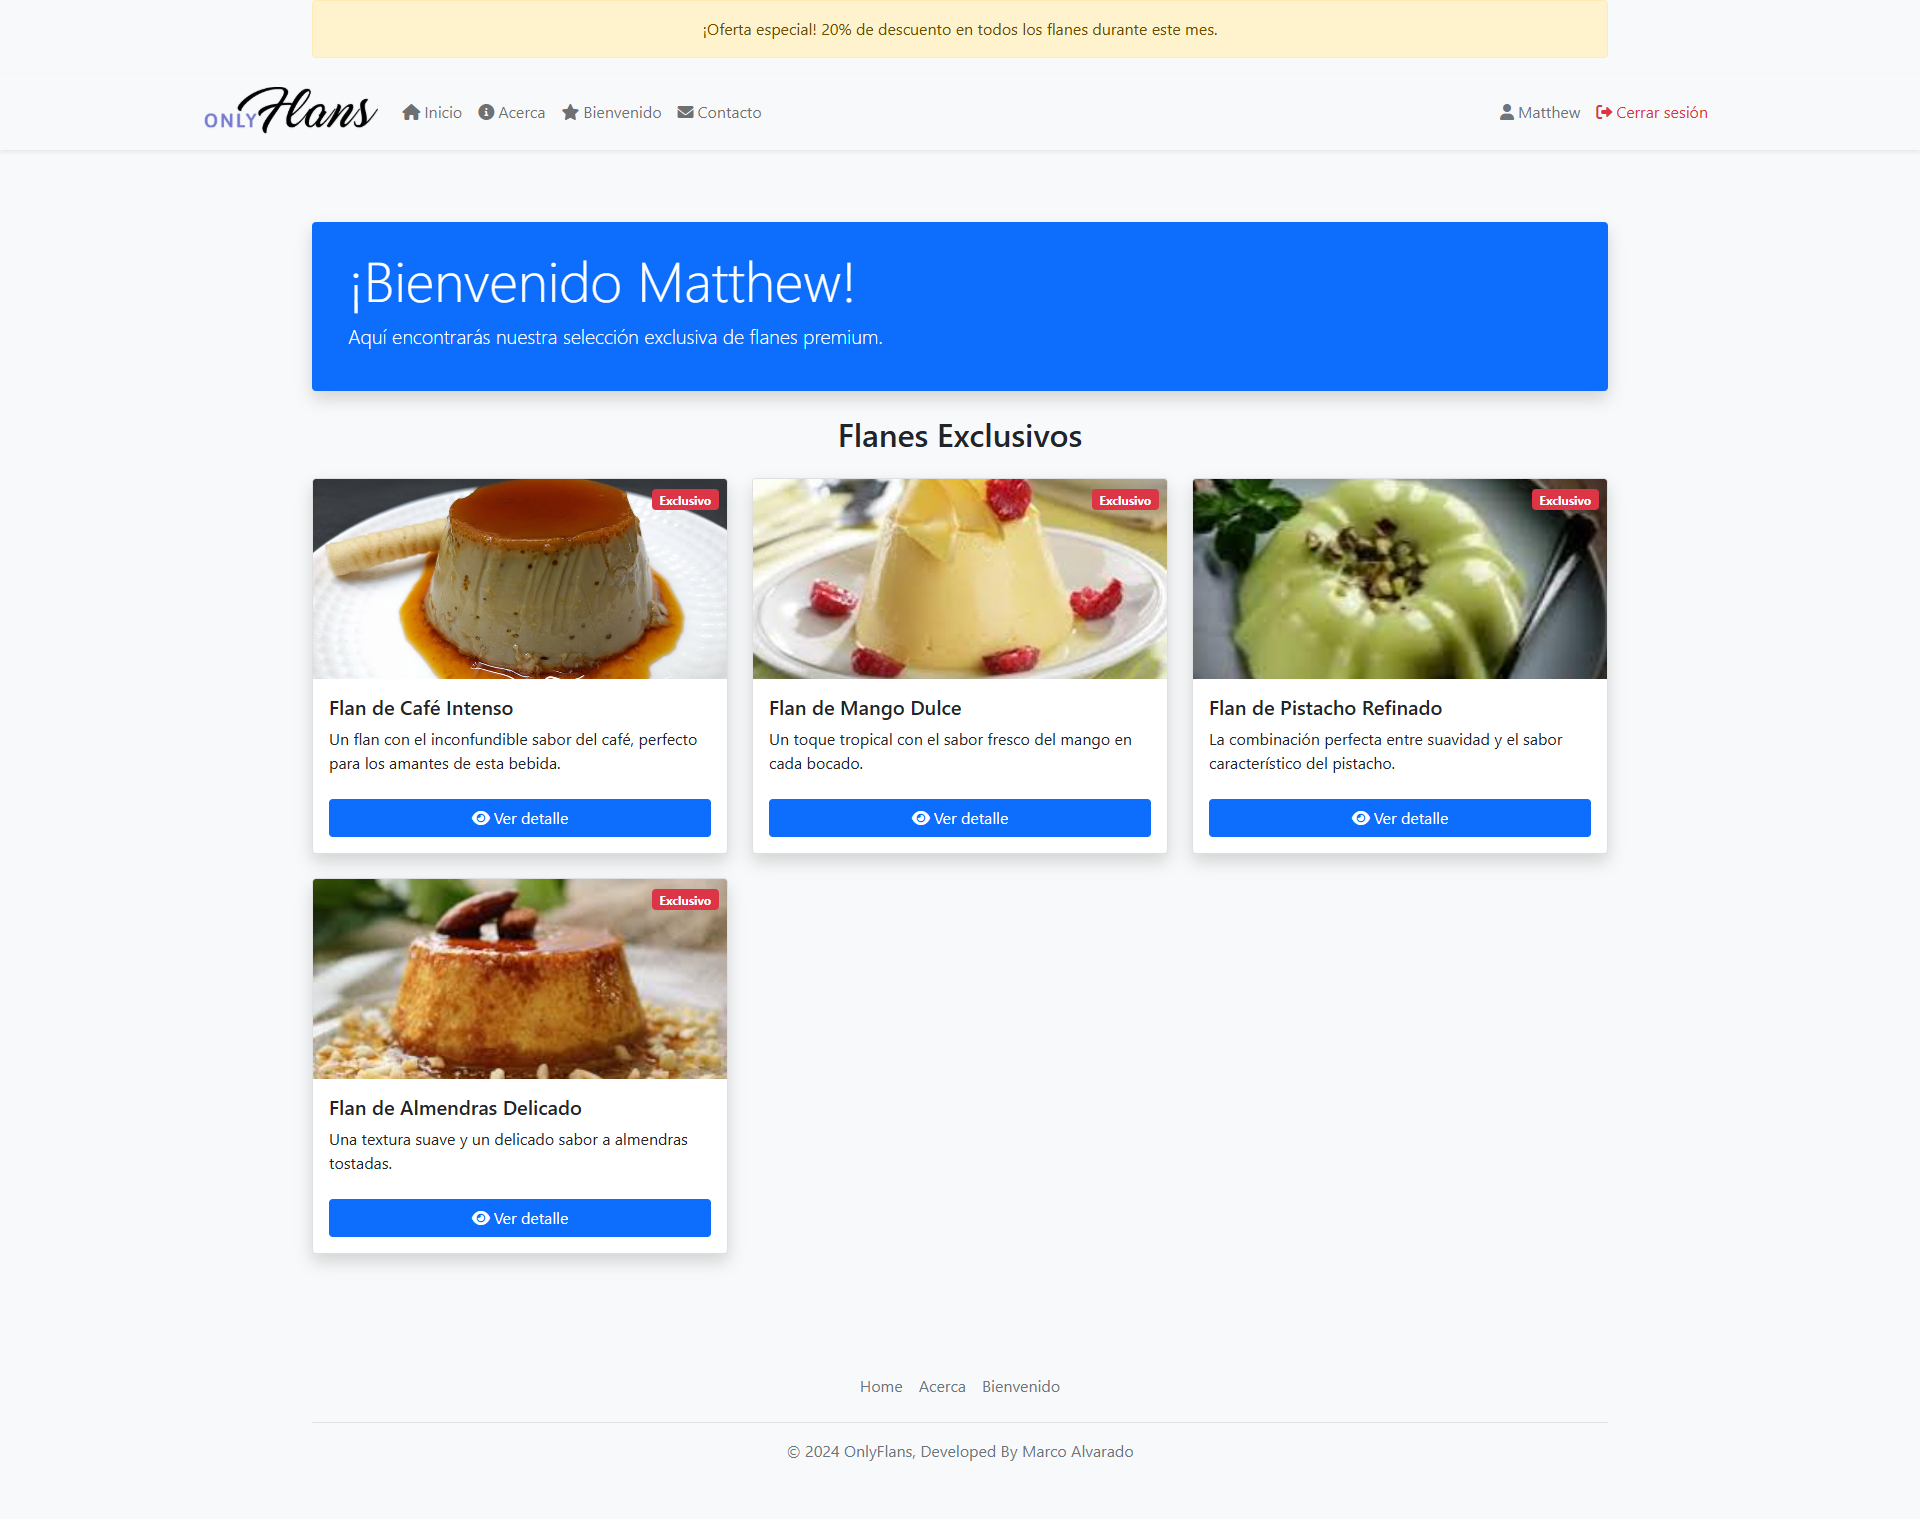 ¡Oferta especial! 20% de descuento en todos los flanes durante este mes.
ONLY Flans
Inicio Acerca Bienvenido Contacto Matthew Cerrar sesión
¡Bienvenido Matthew!
Aquí encontrarás nuestra selección exclusiva de flanes premium.
Flanes Exclusivos
Exclusivo
Flan de Café Intenso
Un flan con el inconfundible sabor del café, perfecto
para los amantes de esta bebida.
Ver detalle
Exclusivo
Flan de Mango Dulce
Un toque tropical con el sabor fresco del mango en
cada bocado.
Ver detalle
Exclusivo
Flan de Pistacho Refinado
La combinación perfecta entre suavidad y el sabor
característico del pistacho.
Ver detalle
Exclusivo
Flan de Almendras Delicado
Una textura suave y un delicado sabor a almendras
tostadas.
Ver detalle
Home Acerca Bienvenido
© 2024 OnlyFlans, Developed By Marco Alvarado